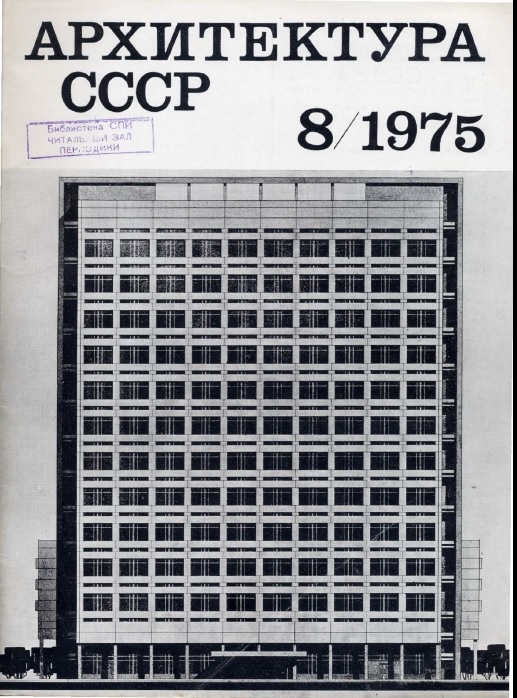 АРХИТЕКТУРА
СССР
8/1975
Библиотека СПИ
ЧИТАЛЬНЫЙ ЗАЛ
ПЕРИОДИКИ